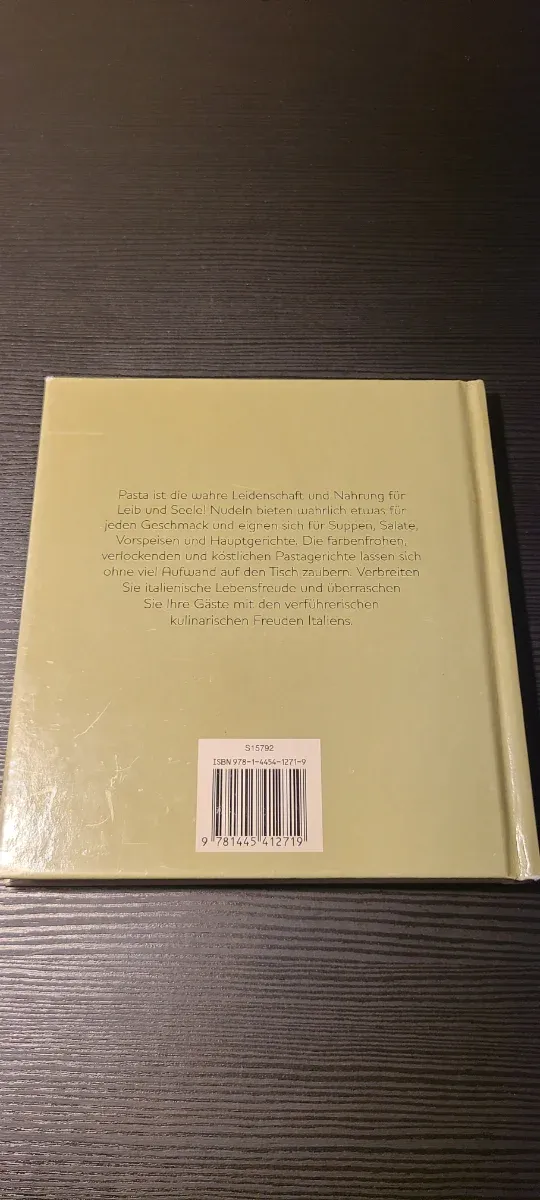 Pasta ist die wahre Leidenschaft und Nahrung für
Leib und Seele! Nudeln bieten wahrlich etwas für
jeden Geschmack und eignen sich für Suppen, Salate,
Vorspeisen und Hauptgerichte. Die farbenfrohen,
verlockenden und köstlichen Pastagerichte lassen sich
ohne viel Aufwand auf den Tisch zaubern. Verbreiten
Sie italienische Lebensfreude und überraschen
Sie Ihre Gäste mit den verführerischen
kulinarischen Freuden Italiens.
S15792
ISBN 978-1-4454-1271-9
9 781445 412719